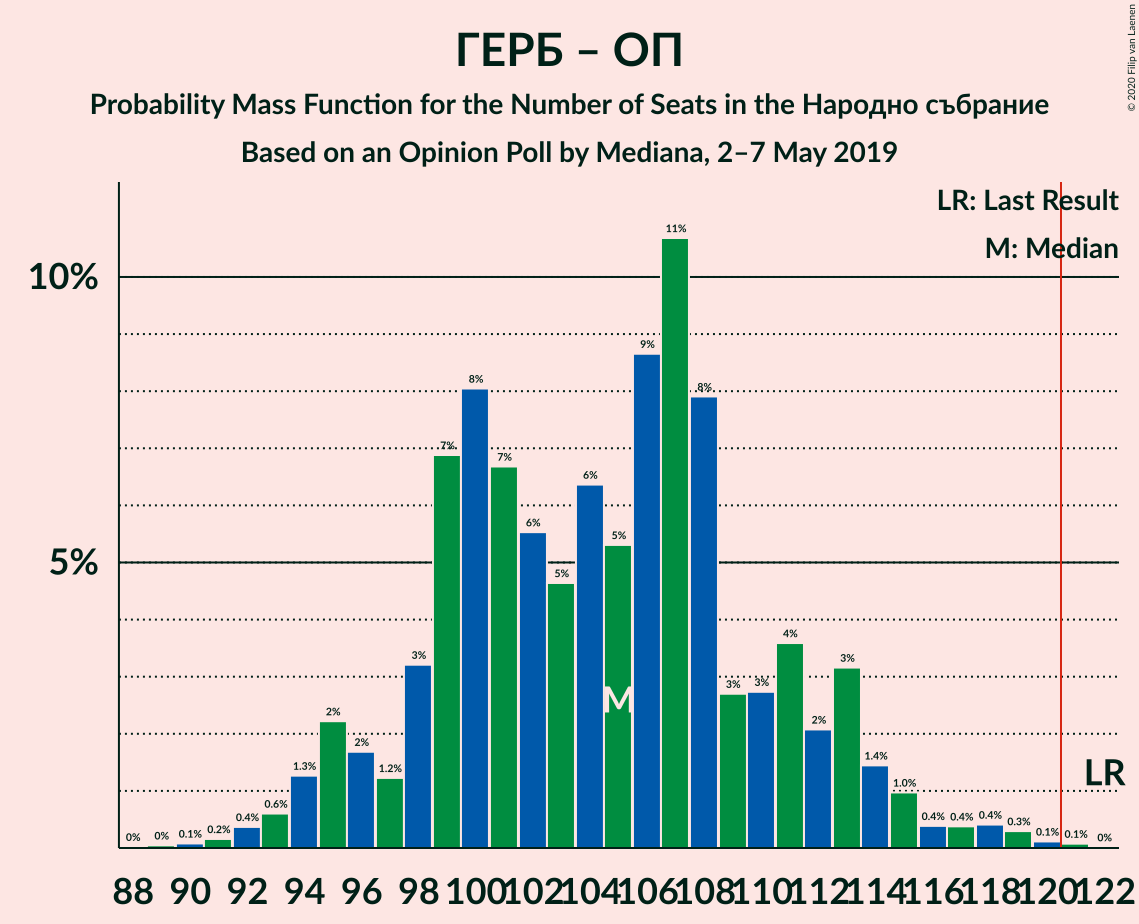 ГЕРБ – ОП
Probability Mass Function for the Number of Seats in the Народно събрание
Based on an Opinion Poll by Mediana, 2–7 May 2019
© 2020 Filip van Laenen
LR: Last Result
M: Median
10%
5%
0% 0% 0.1% 0.2% 0.4% 0.6% 1.3% 2% 2% 1.2% 3% 7% 8% 7% 6% 5% 6% 5% 9% 11% 8% 3% 3% 4% 2% 3% 1.4% 1.0% 0.4% 0.4% 0.4% 0.3% 0.1% 0.1% 0%
M
LR
88 90 92 94 96 98 100 102 104 106 108 110 112 114 116 118 120 122